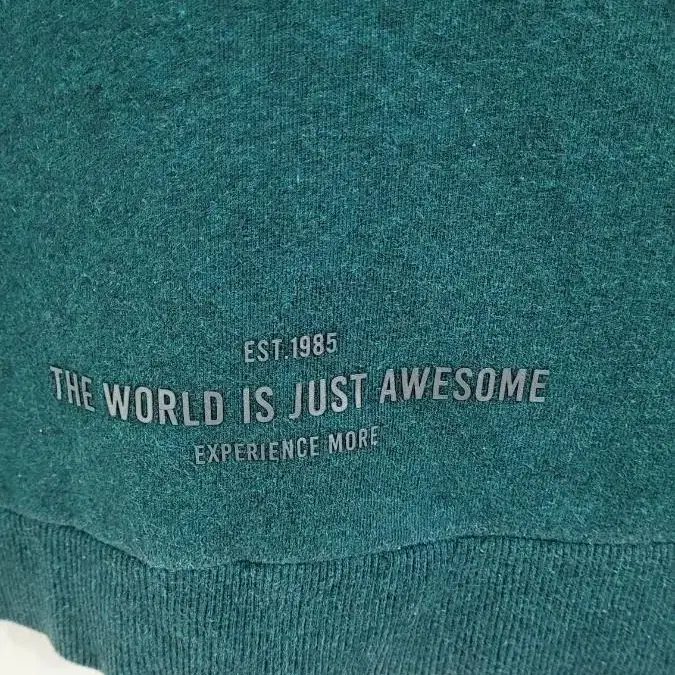 EST.1985
THE WORLD IS JUST AWESOME
EXPERIENCE MORE